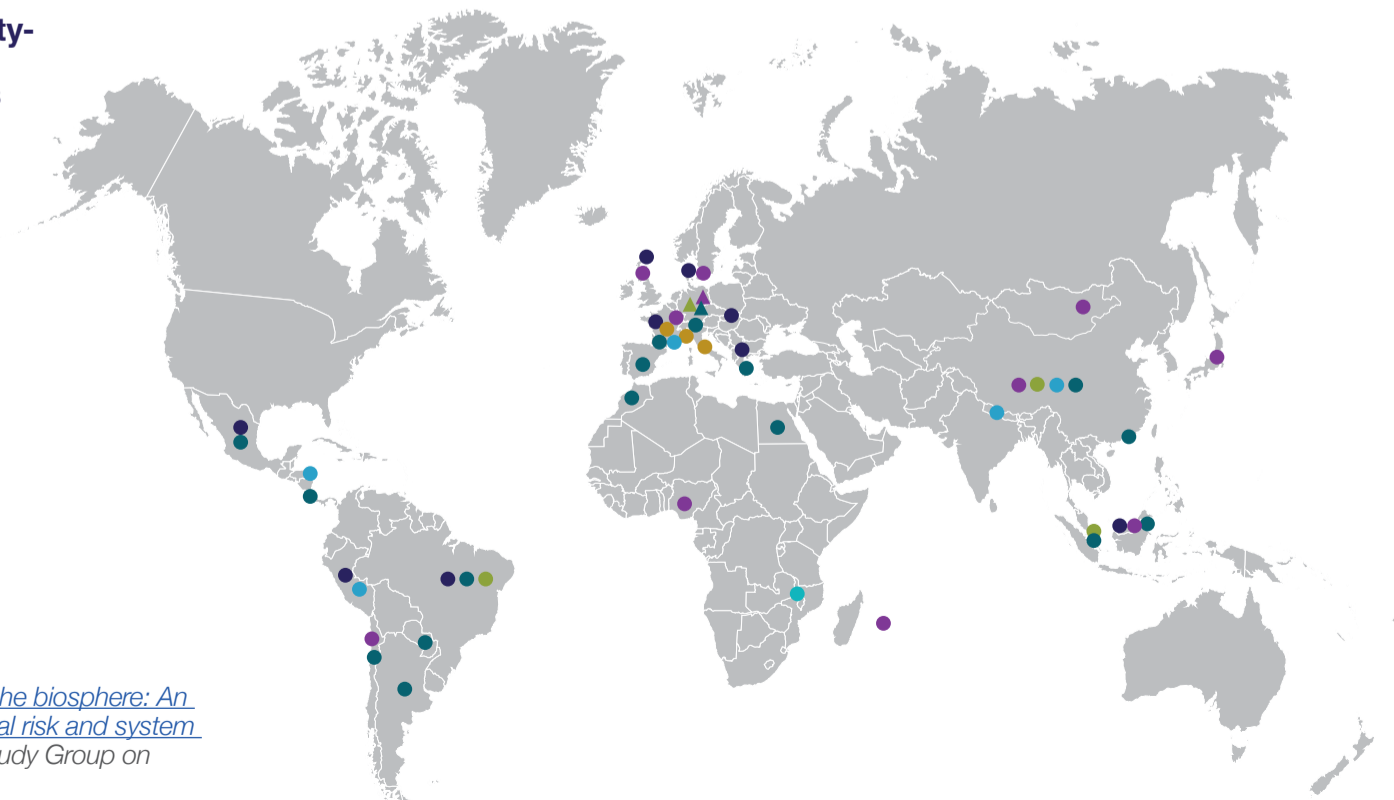 ty-
he biosphere: An
al risk and system
udy Group on